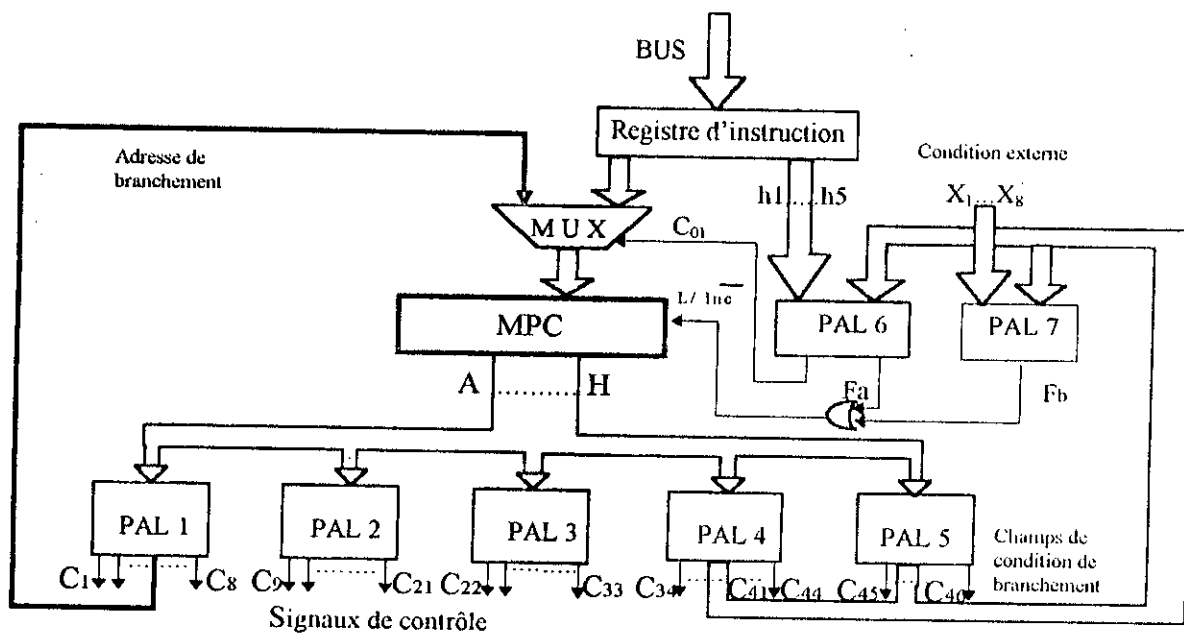 BUS
Registre d'instruction
Adresse de
branchement
Condition externe
h1.....h5
X1...X8
M U X
C01
L/ Inc
MPC
PAL 6
PAL 7
A ............ H
Fa
Fb
PAL 1
PAL 2
PAL 3
PAL 4
PAL 5
Champs de
condition de
branchement
C1
C8
C9
C21
C22
C33
C34
C41
C44
C45
C40
Signaux de contrôle